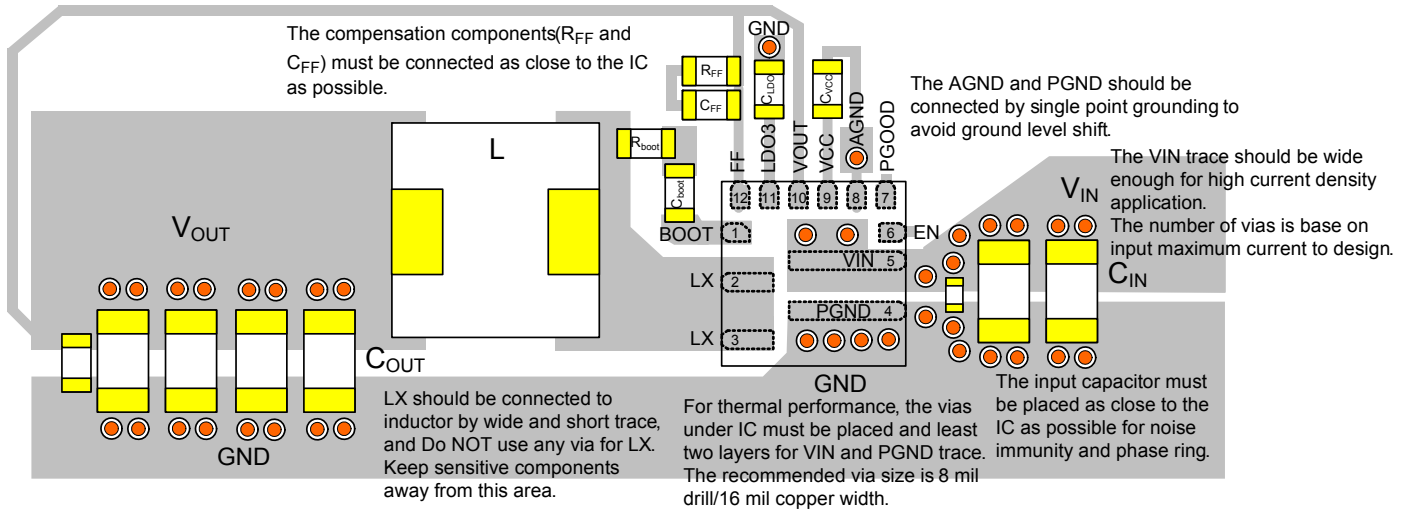 The compensation components(RFF and
CFF) must be connected as close to the IC
as possible.
GND
RFF
CFF
CLDO
CVCC
AGND
The AGND and PGND should be
connected by single point grounding to
avoid ground level shift.
L
Rboot
Cboot
FF
LDO3
VOUT
VCC
PGOOD
The VIN trace should be wide
enough for high current density
application.
The number of vias is base on
input maximum current to design.
VIN
12
11
10
9
8
7
VOUT
BOOT
1
6
EN
VIN
5
CIN
LX
2
PGND
4
LX
3
COUT
GND
LX should be connected to
inductor by wide and short trace,
and Do NOT use any via for LX.
Keep sensitive components
away from this area.
GND
For thermal performance, the vias
under IC must be placed and least
two layers for VIN and PGND trace.
The recommended via size is 8 mil
drill/16 mil copper width.
The input capacitor must
be placed as close to the
IC as possible for noise
immunity and phase ring.